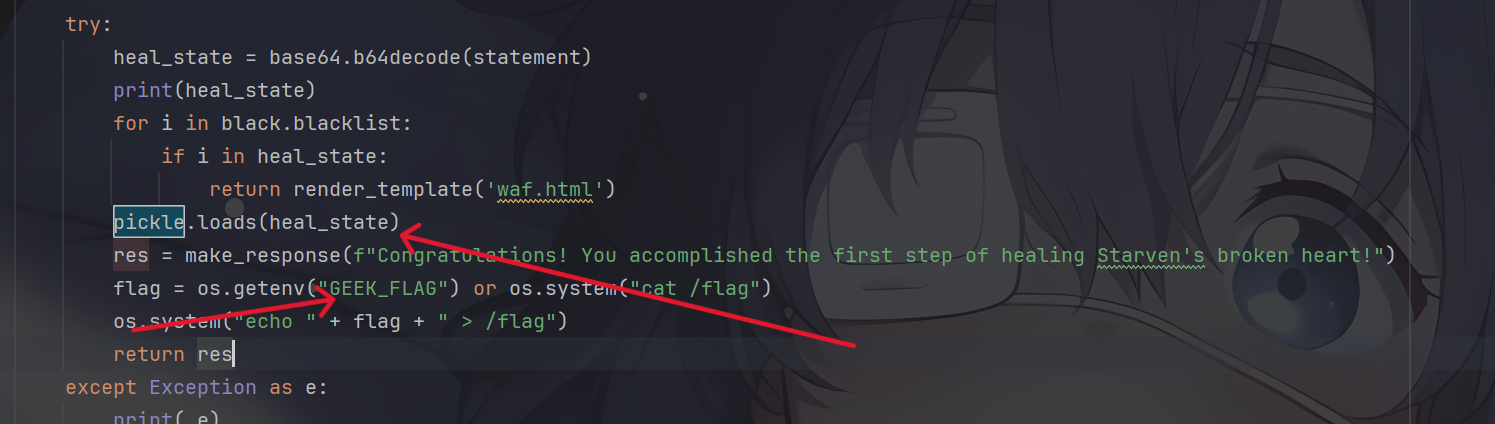 try:
heal_state = base64.b64decode(statement)
print(heal_state)
for i in black.blacklist:
if i in heal_state:
return render_template('waf.html')
pickle.loads(heal_state)
res = make_response(f"Congratulations! You accomplished the first step of healing Starven's broken heart!")
flag = os.getenv("GEEK_FLAG") or os.system("cat /flag")
os.system("echo " + flag + " > /flag")
return res
except Exception as e:
print( e)